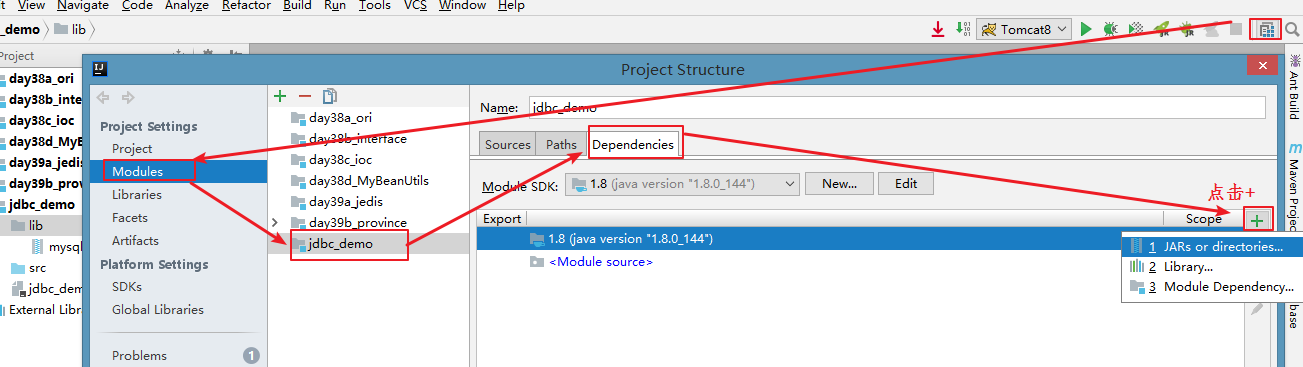 t View Navigate Code Analyze Refactor Build Run Tools VCS Window Help
_demo lib
Tomcat8
Project
day38a_ori
day38b_inte
day38c_ioc
day38d_MyB
day39a_jedis
day39b_prov
jdbc_demo
lib
mysq
src
jdbc_dem
External Libr
Project Structure
Project Settings
Project
Modules
Libraries
Facets
Artifacts
Platform Settings
SDKs
Global Libraries
Problems 1
day38a_ori
day38b_interface
day38c_ioc
day38d_MyBeanUtils
day39a_jedis
day39b_province
jdbc_demo
Name: jdbc_demo
Sources Paths Dependencies
Module SDK: 1.8 (java version "1.8.0_144") New... Edit
点击+
Export Scope
1.8 (java version "1.8.0_144")
<Module source>
1 JARs or directories...
2 Library...
3 Module Dependency...
Ant Build
m Maven Projec
base